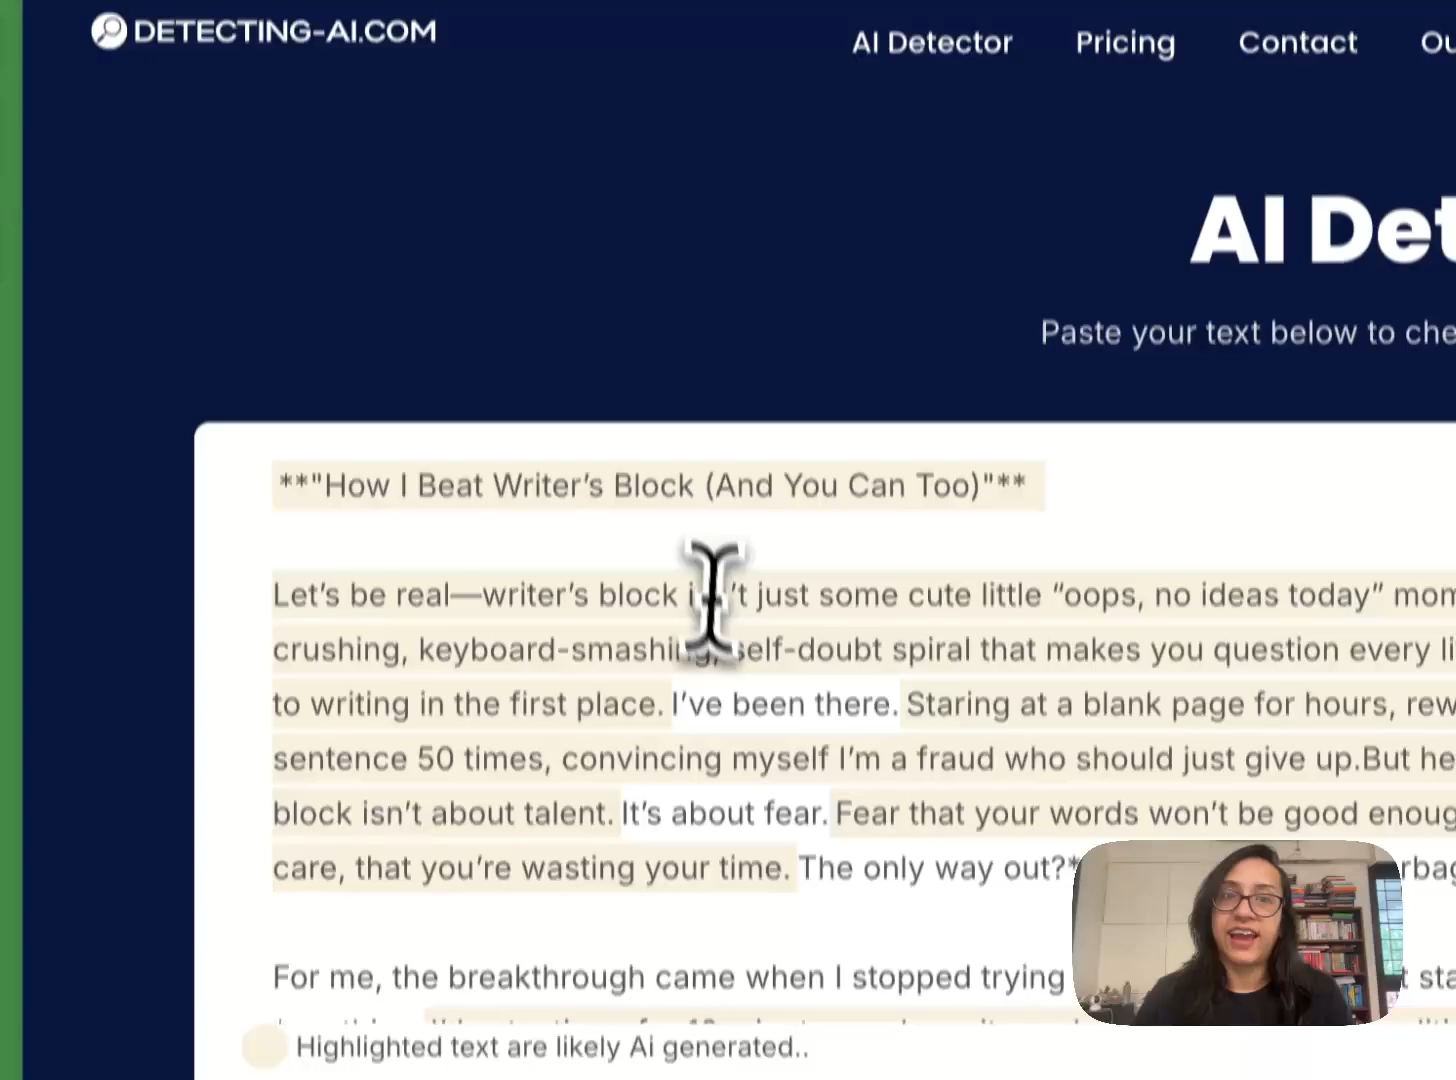 DETECTING-AI.COM
AI Detector Pricing Contact
AI Det
Paste your text below to che
**"How I Beat Writer's Block (And You Can Too)"**
Let's be real—writer's block i 't just some cute little “oops, no ideas today” mom
crushing, keyboard-smashing, self-doubt spiral that makes you question every li
to writing in the first place. I've been there. Staring at a blank page for hours, rew
sentence 50 times, convincing myself I'm a fraud who should just give up.But he
block isn't about talent. It's about fear. Fear that your words won't be good enoug
care, that you're wasting your time. The only way out?* rbag
For me, the breakthrough came when I stopped trying t sta
Highlighted text are likely Ai generated..